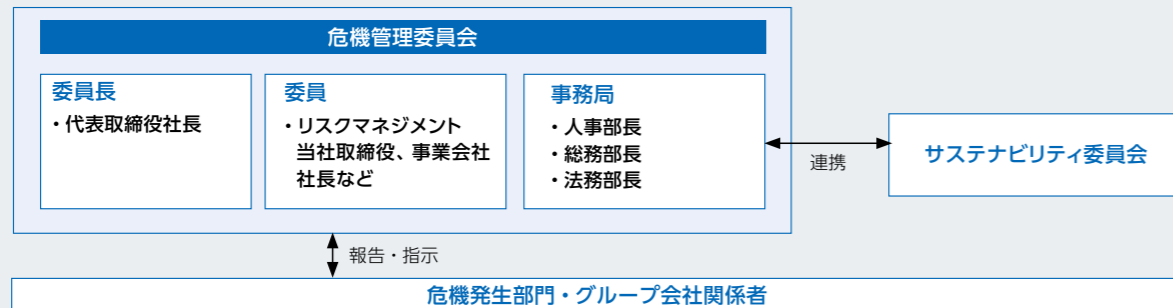 危機管理委員会
委員長
・代表取締役社長
委員
・リスクマネジメント
当社取締役、事業会社
社長など
事務局
・人事部長
・総務部長
・法務部長
連携
サステナビリティ委員会
報告・指示
危機発生部門・グループ会社関係者